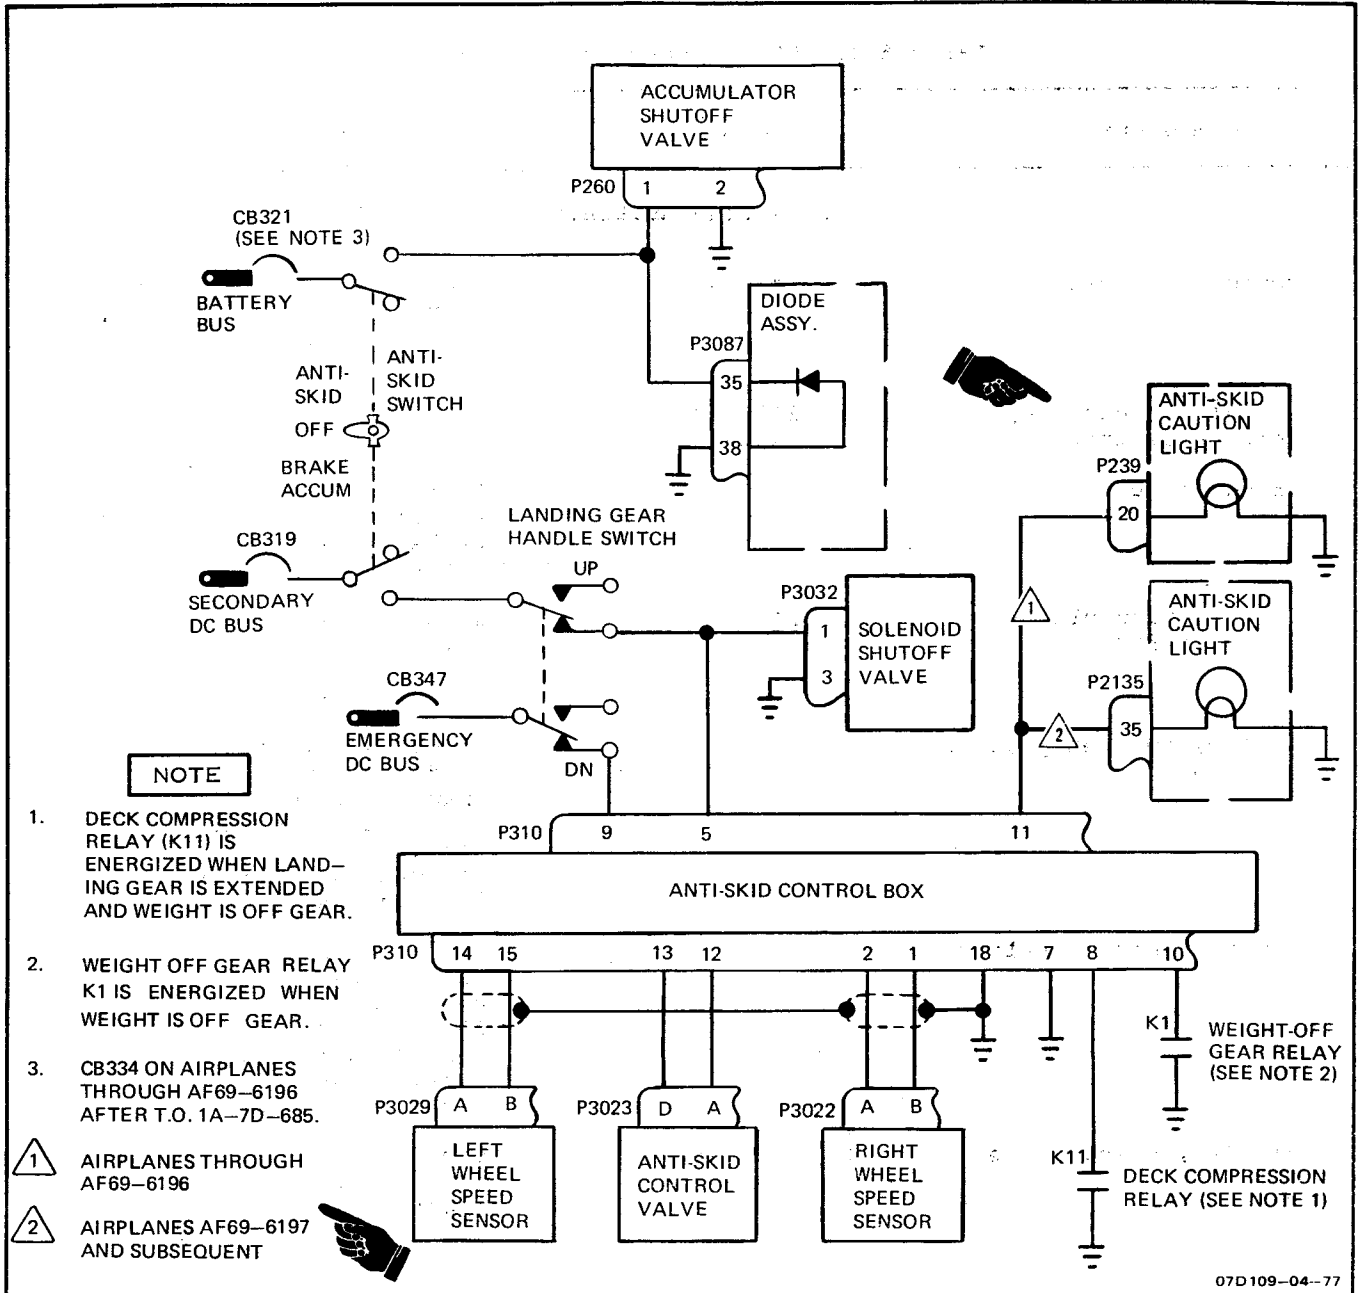 ACCUMULATOR
SHUTOFF
VALVE
P260 1 2
CB321
(SEE NOTE 3)
BATTERY
BUS
DIODE
ASSY.
P3087
35
38
ANTI-
SKID
ANTI-
SKID
SWITCH
OFF
BRAKE
ACCUM
ANTI-SKID
CAUTION
LIGHT
P239
20
LANDING GEAR
HANDLE SWITCH
CB319
SECONDARY
DC BUS
UP
P3032
1
3
SOLENOID
SHUTOFF
VALVE
1
ANTI-SKID
CAUTION
LIGHT
P2135
35
2
CB347
EMERGENCY
DC BUS
DN
NOTE
1. DECK COMPRESSION
RELAY (K11) IS
ENERGIZED WHEN LAND–
ING GEAR IS EXTENDED
AND WEIGHT IS OFF GEAR.
2. WEIGHT OFF GEAR RELAY
K1 IS ENERGIZED WHEN
WEIGHT IS OFF GEAR.
3. CB334 ON AIRPLANES
THROUGH AF69–6196
AFTER T.O. 1A–7D–685.
1 AIRPLANES THROUGH
AF69–6196
2 AIRPLANES AF69–6197
AND SUBSEQUENT
P310 9 5 11
ANTI-SKID CONTROL BOX
P310 14 15 13 12 2 1 18 7 8 10
K1
WEIGHT-OFF
GEAR RELAY
(SEE NOTE 2)
P3029 A B
LEFT
WHEEL
SPEED
SENSOR
P3023 D A
ANTI-SKID
CONTROL
VALVE
P3022 A B
RIGHT
WHEEL
SPEED
SENSOR
K11
DECK COMPRESSION
RELAY (SEE NOTE 1)
07D109–04–77